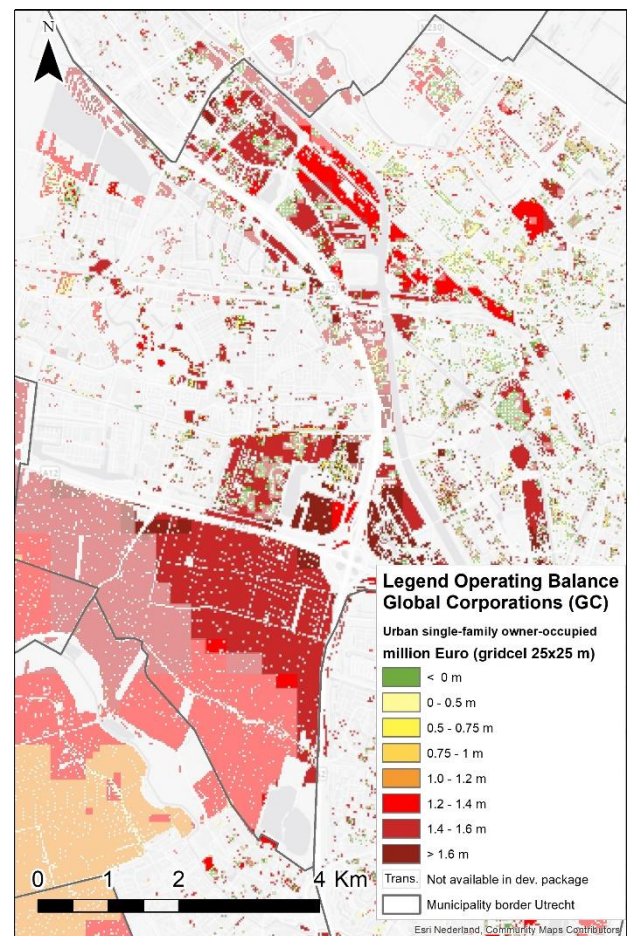 N
A12
Legend Operating Balance
Global Corporations (GC)
Urban single-family owner-occupied
million Euro (gridcel 25x25 m)
< 0 m
0 - 0.5 m
0.5 - 0.75 m
0.75 - 1 m
1.0 - 1.2 m
1.2 - 1.4 m
1.4 - 1.6 m
> 1.6 m
Trans. Not available in dev. package
Municipality border Utrecht
0 1 2 4 Km
Esri Nederland, Community Maps Contributors